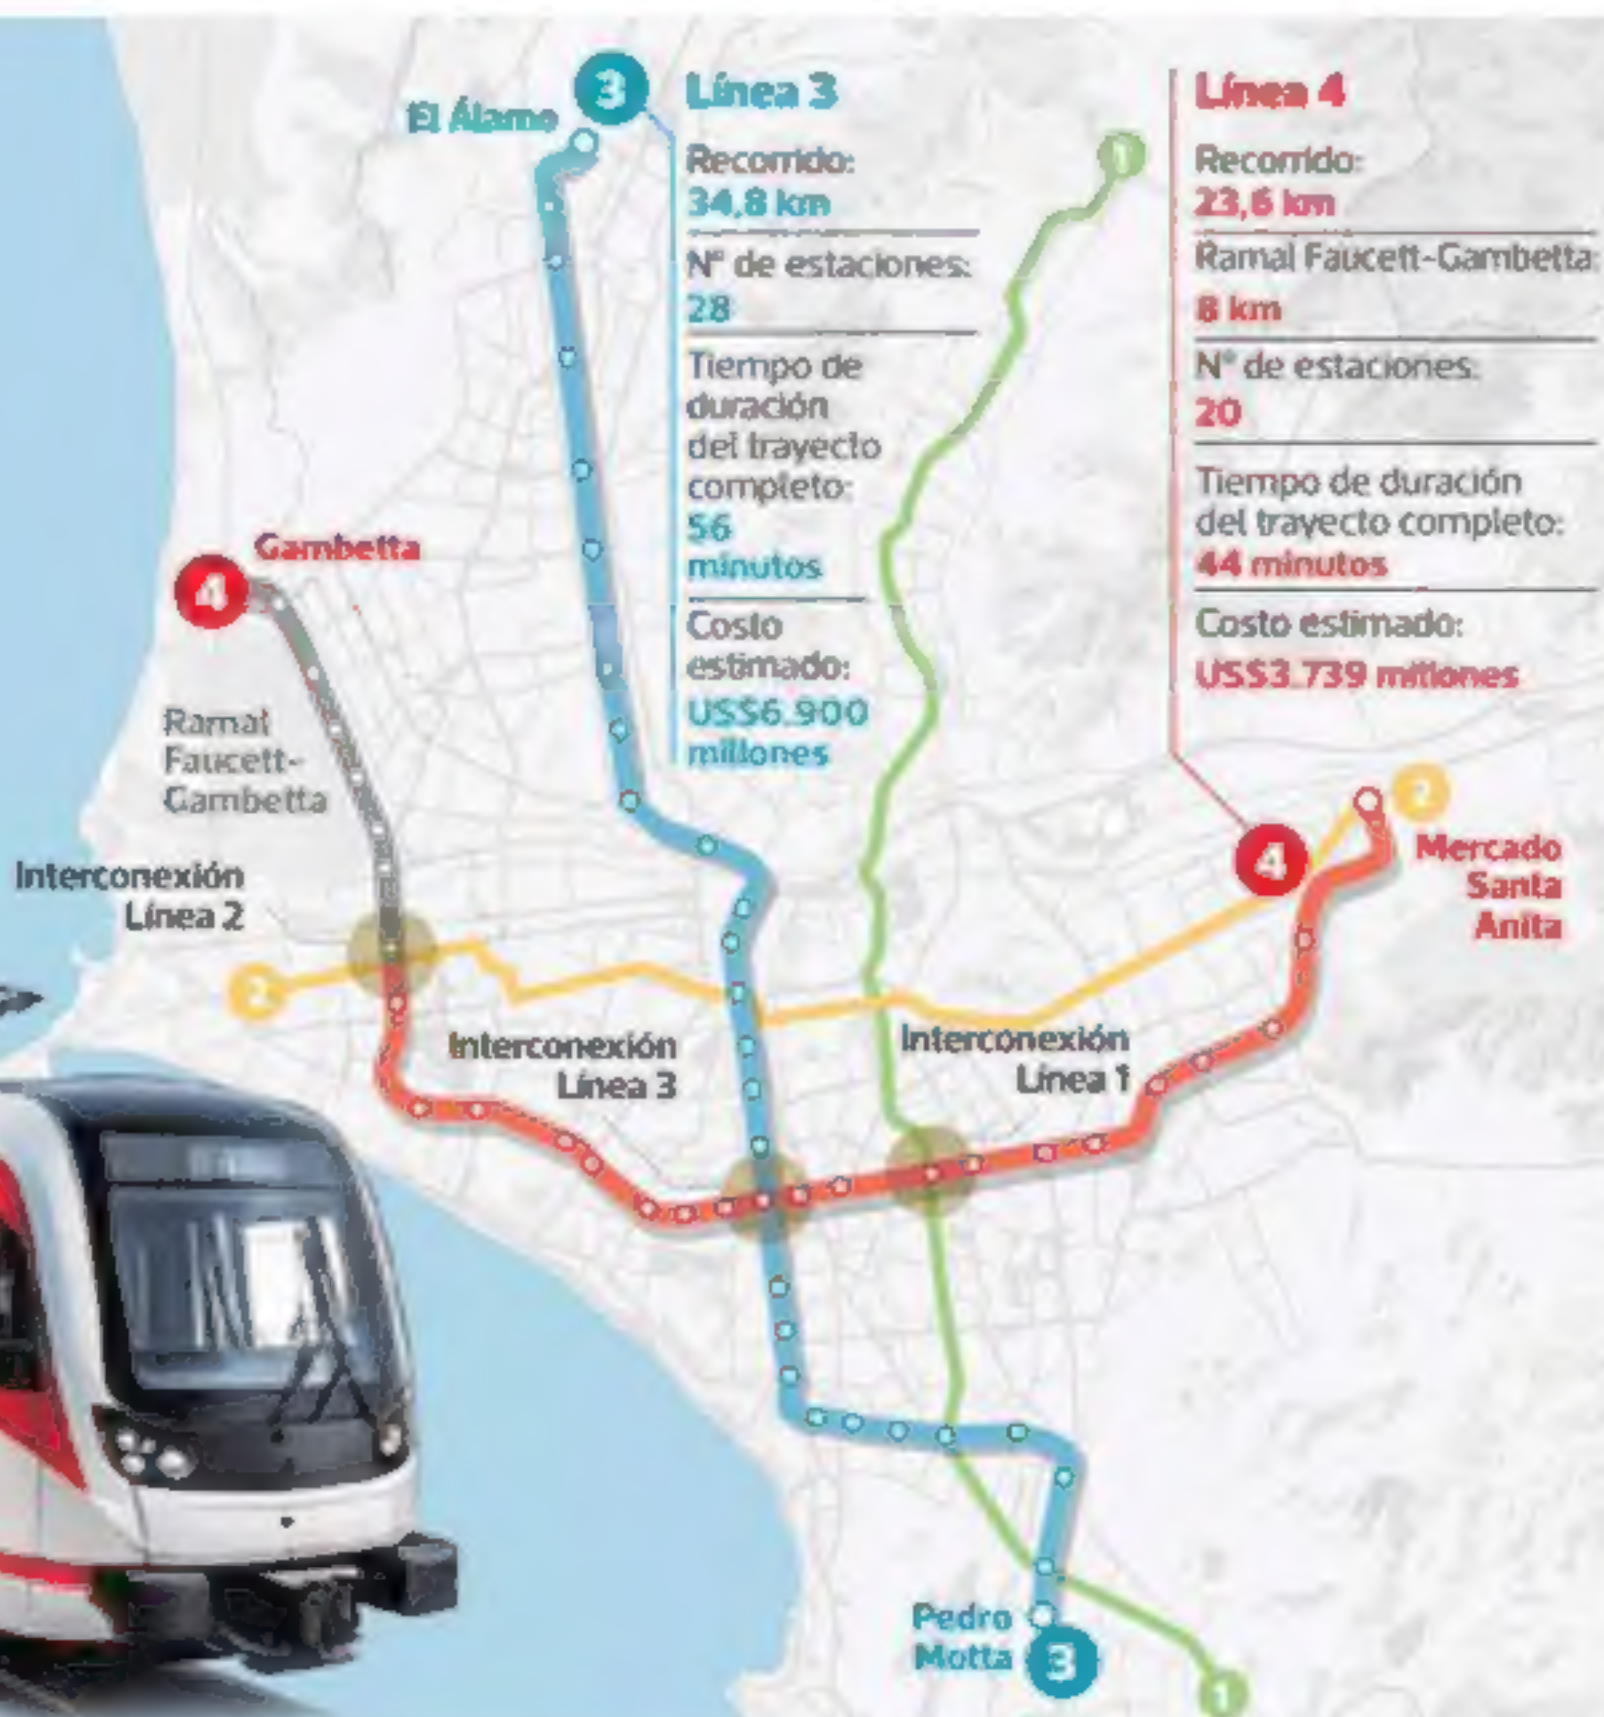 3
El Álamo
Línea 3
Recorrido:
34,8 km
N° de estaciones:
28
Tiempo de
duración
del trayecto
completo:
56
minutos
Costo
estimado:
US$6.900
millones
1
Línea 4
Recorrido:
23,6 km
Ramal Faucett-Gambetta:
8 km
N° de estaciones:
20
Tiempo de duración
del trayecto completo:
44 minutos
Costo estimado:
US$3.739 millones
Gambetta
4
Ramal
Faucett-
Gambetta
Interconexión
Línea 2
2
2
4
Mercado
Santa
Anita
Interconexión
Línea 3
Interconexión
Línea 1
Pedro
Motta
3
1